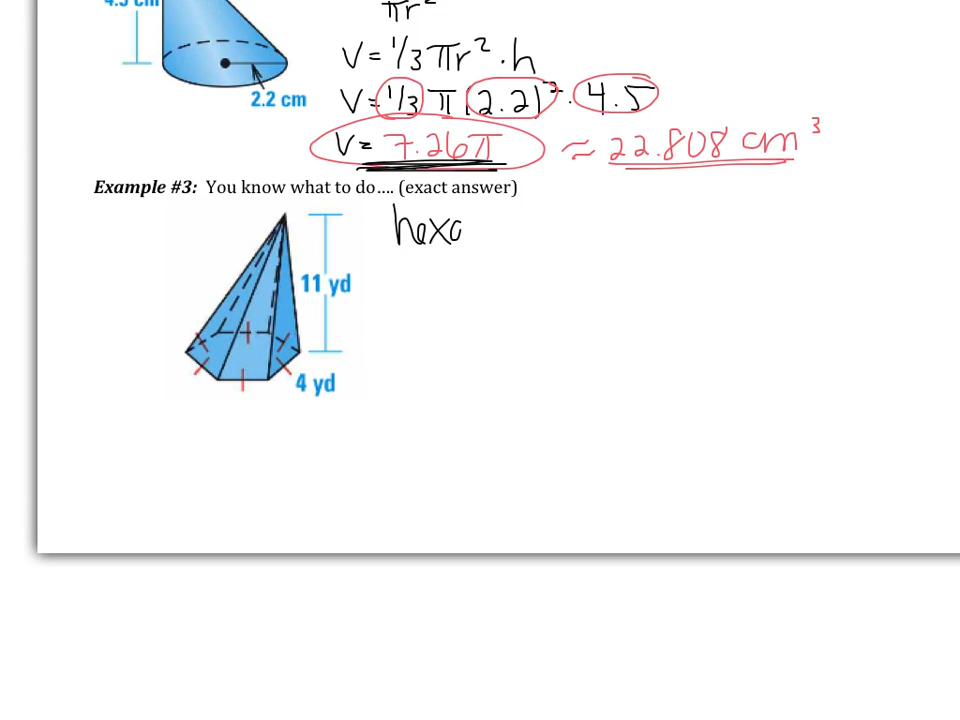 4.5 cm
πr²
V = 1/3 πr² · h
2.2 cm
V = 1/3 π (2.2)² · 4.5
V = 7.26π ≈ 22.808 cm³
Example #3: You know what to do…. (exact answer)
hexa
11 yd
4 yd